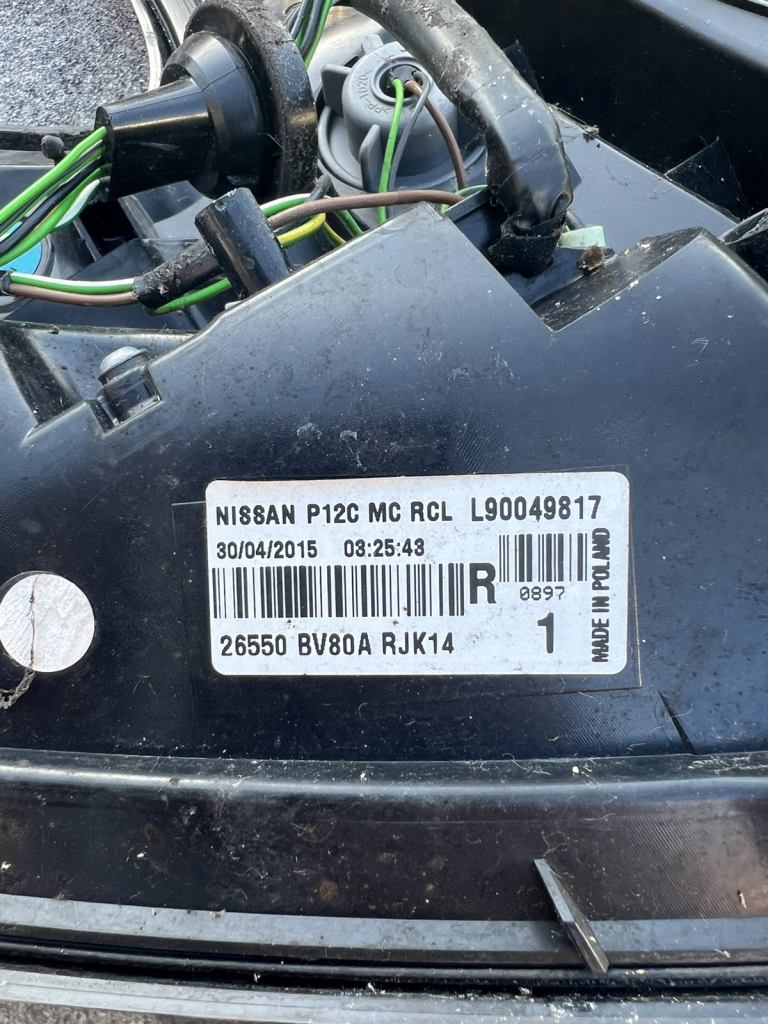 NISSAN P12C MC RCL L90049817
30/04/2015 03:25:43
R
0897
26550 BV80A RJK14
1
MADE IN POLAND